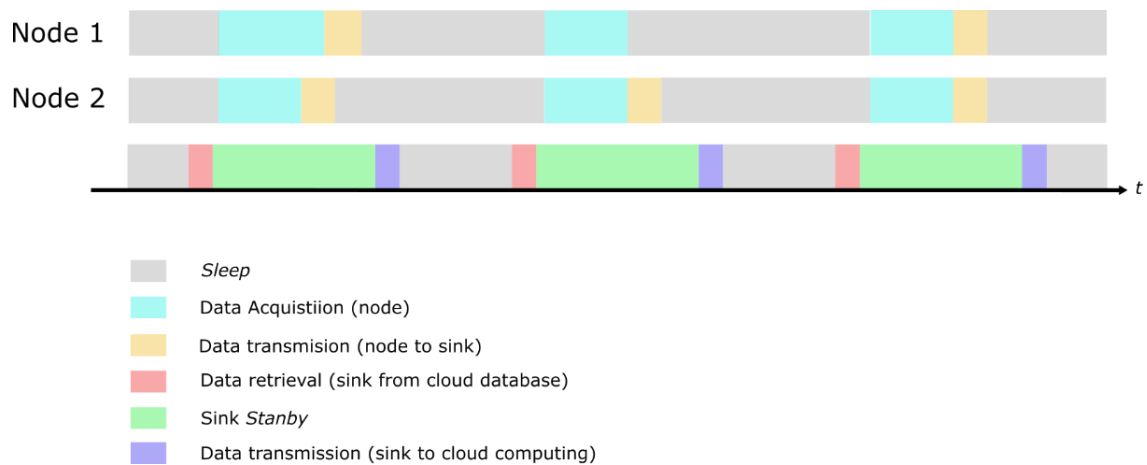 Node 1
Node 2
t
Sleep
Data Acquistiion (node)
Data transmision (node to sink)
Data retrieval (sink from cloud database)
Sink Stanby
Data transmission (sink to cloud computing)